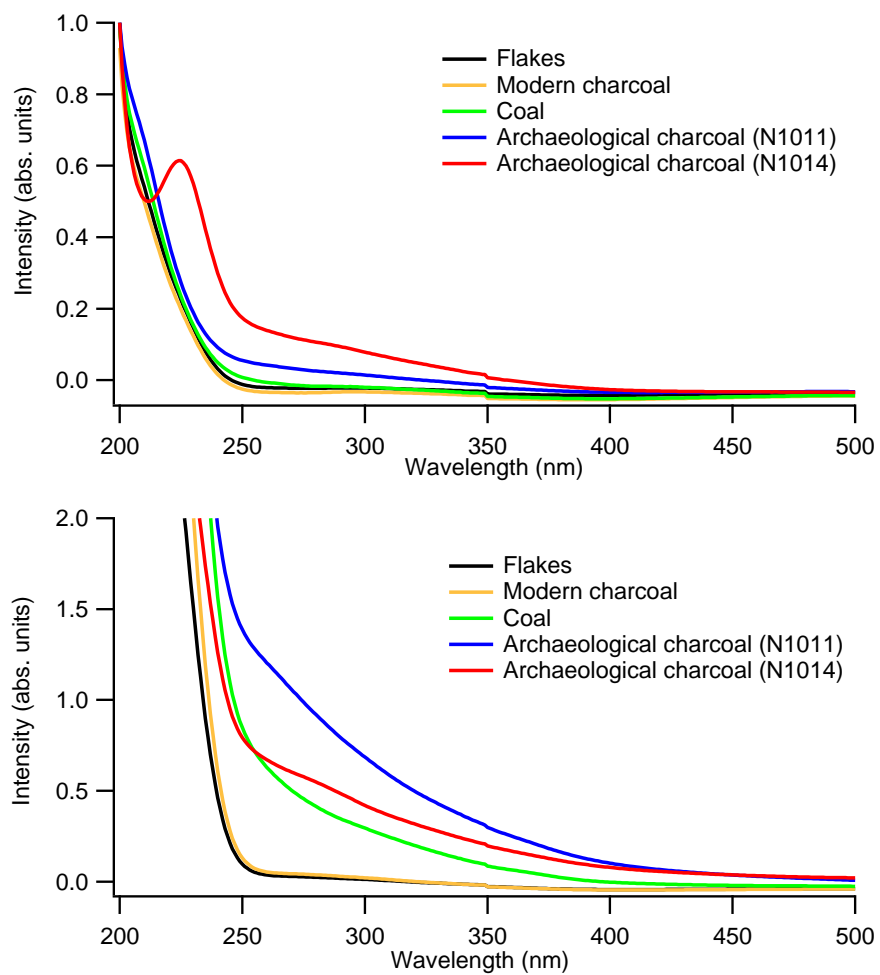 1.0
0.8
0.6
0.4
0.2
0.0
Intensity (abs. units)
Flakes
Modern charcoal
Coal
Archaeological charcoal (N1011)
Archaeological charcoal (N1014)
200 250 300 350 400 450 500
Wavelength (nm)
2.0
1.5
1.0
0.5
0.0
Intensity (abs. units)
Flakes
Modern charcoal
Coal
Archaeological charcoal (N1011)
Archaeological charcoal (N1014)
200 250 300 350 400 450 500
Wavelength (nm)